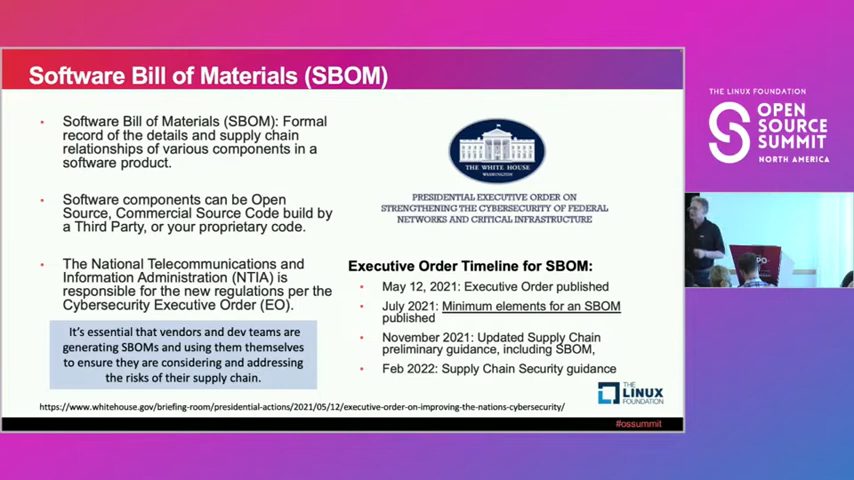 Software Bill of Materials (SBOM)
• Software Bill of Materials (SBOM): Formal
record of the details and supply chain
relationships of various components in a
software product.
• Software components can be Open
Source, Commercial Source Code build by
a Third Party, or your proprietary code.
• The National Telecommunications and
Information Administration (NTIA) is
responsible for the new regulations per the
Cybersecurity Executive Order (EO).
It's essential that vendors and dev teams are
generating SBOMs and using them themselves
to ensure they are considering and addressing
the risks of their supply chain.
THE WHITE HOUSE
WASHINGTON
PRESIDENTIAL EXECUTIVE ORDER ON
STRENGTHENING THE CYBERSECURITY OF FEDERAL
NETWORKS AND CRITICAL INFRASTRUCTURE
Executive Order Timeline for SBOM:
• May 12, 2021: Executive Order published
• July 2021: Minimum elements for an SBOM
published
• November 2021: Updated Supply Chain
preliminary guidance, including SBOM,
• Feb 2022: Supply Chain Security guidance
THE
LINUX
FOUNDATION
https://www.whitehouse.gov/briefing-room/presidential-actions/2021/05/12/executive-order-on-improving-the-nations-cybersecurity/
#ossummit
THE LINUX FOUNDATION
OPEN
SOURCE
SUMMIT
NORTH AMERICA